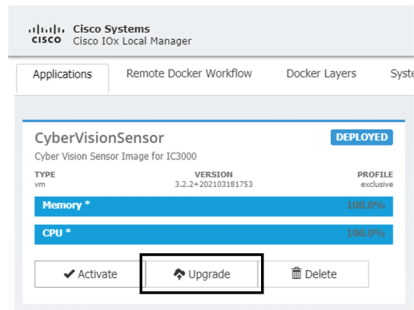 Cisco Systems
CISCO Cisco IOx Local Manager
Applications Remote Docker Workflow Docker Layers Syste
CyberVisionSensor DEPLOYED
Cyber Vision Sensor Image for IC3000
TYPE VERSION PROFILE
vm 3.2.2+202103181753 exclusive
Memory * 100.0%
CPU * 100.0%
Activate Upgrade Delete